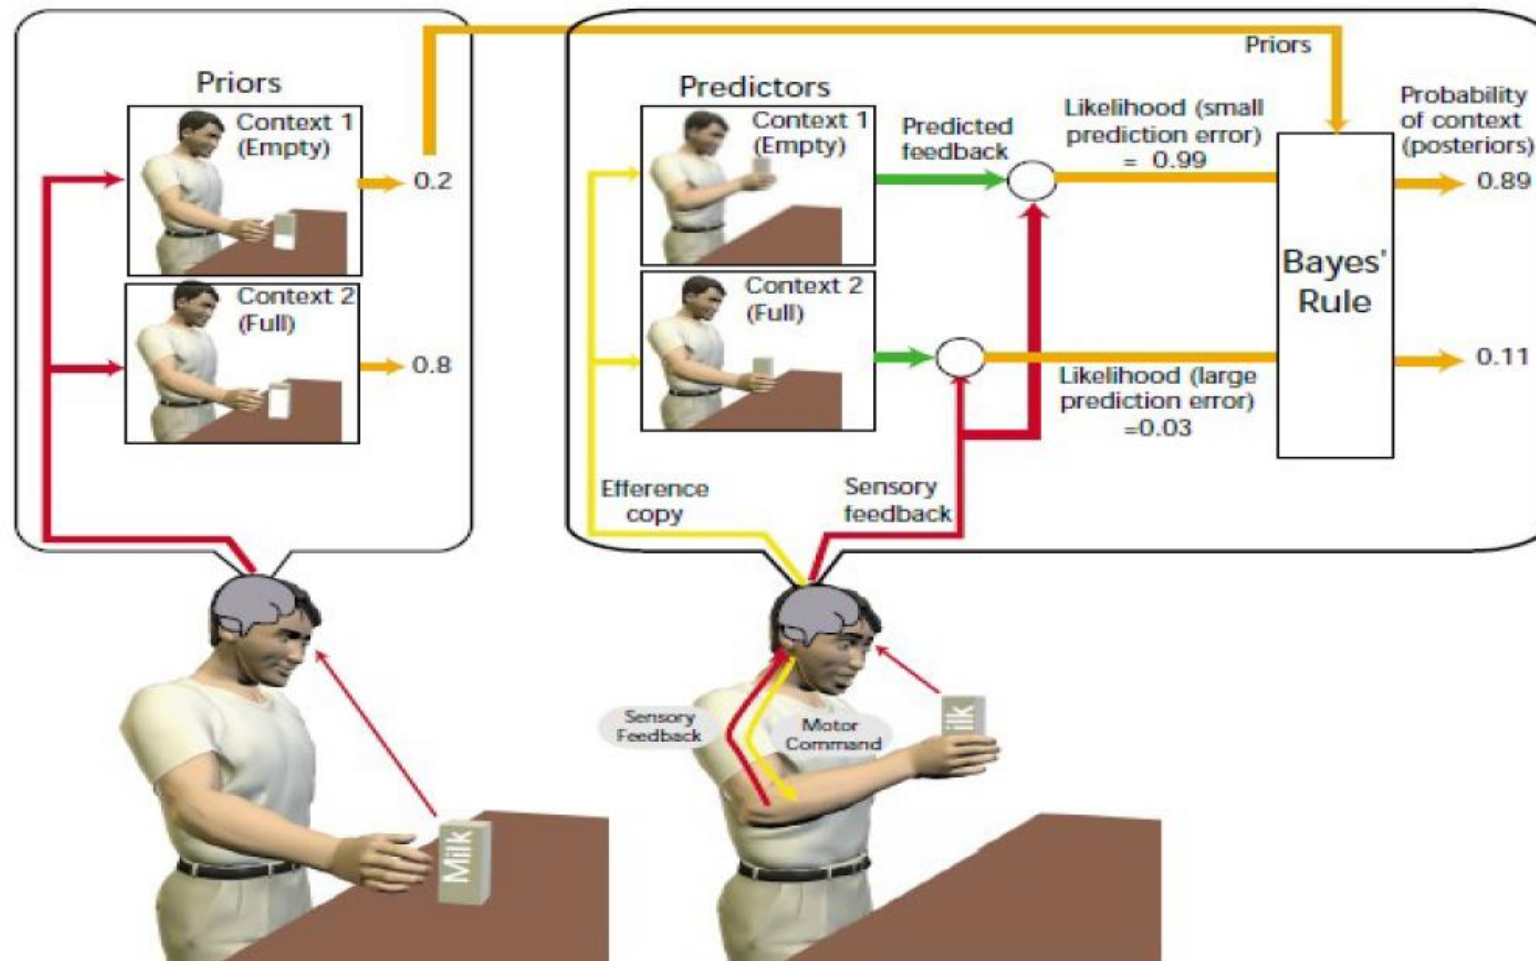 Priors
Context 1
(Empty)
0.2
Context 2
(Full)
0.8
Predictors
Context 1
(Empty)
Context 2
(Full)
Predicted
feedback
Priors
Likelihood (small
prediction error)
= 0.99
Likelihood (large
prediction error)
=0.03
Bayes'
Rule
Probability
of context
(posteriors)
0.89
0.11
Efference
copy
Sensory
feedback
Milk
Sensory
Feedback
Motor
Command
ilk